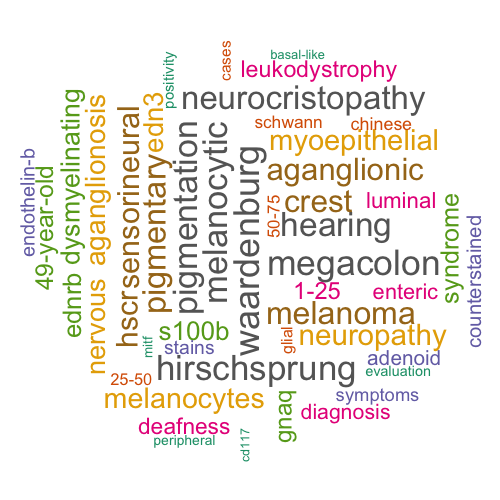 basal-like
leukodystrophy
cases
positivity
neurocristopathy
schwann
chinese
myoepithelial
edn3
aganglionic
crest
luminal
50-75
hearing
megacolon
1-25
enteric
melanoma
neuropathy
glial
adenoid
evaluation
hirschsprung
symptoms
diagnosis
gnaq
melanocytes
deafness
peripheral
cd117
25-50
mitf
stains
s100b
waardenburg
melanocytic
pigmentation
pigmentary
sensorineural
hscr
aganglionosis
nervous
dysmyelinating
ednrb
49-year-old
endothelin-b
syndrome
counterstained